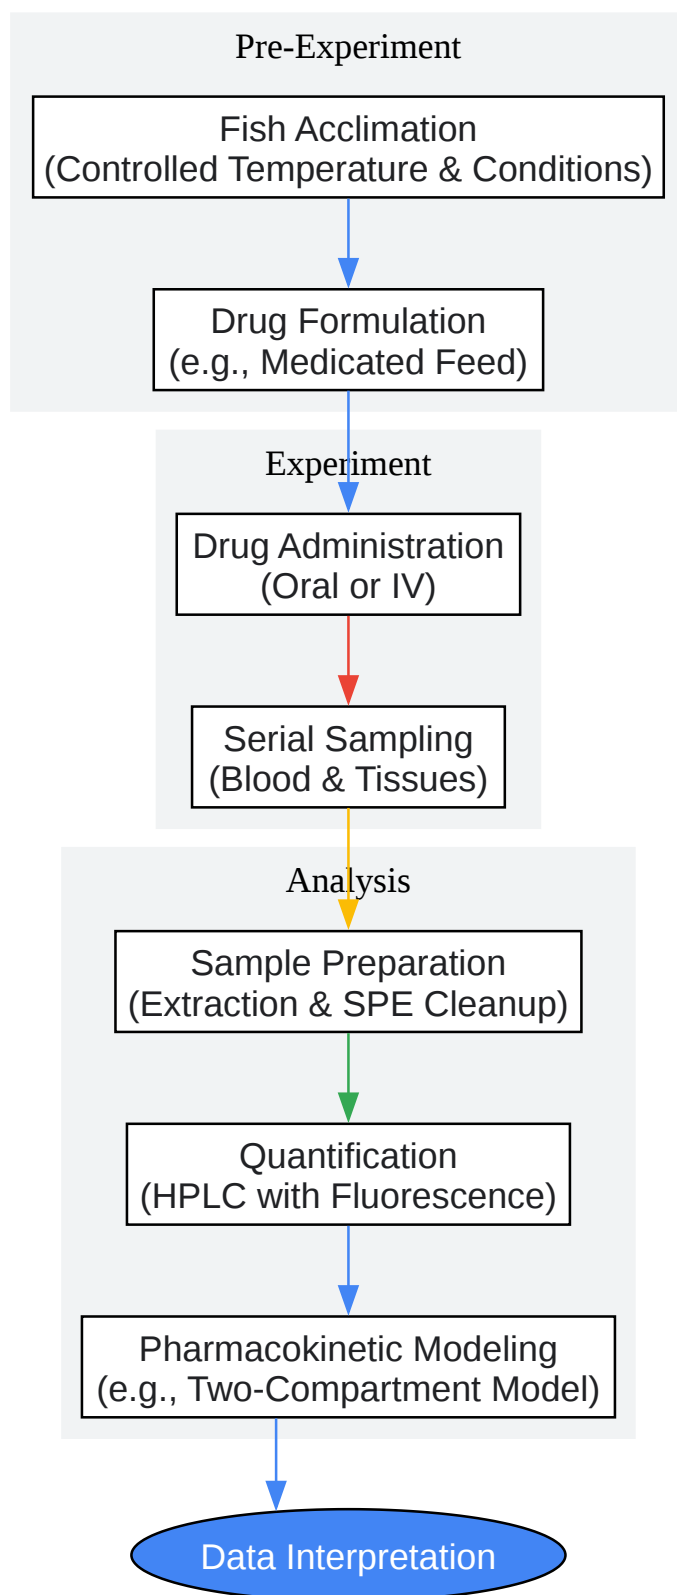 Pre-Experiment
Fish Acclimation
(Controlled Temperature & Conditions)
Drug Formulation
(e.g., Medicated Feed)
Experiment
Drug Administration
(Oral or IV)
Serial Sampling
(Blood & Tissues)
Analysis
Sample Preparation
(Extraction & SPE Cleanup)
Quantification
(HPLC with Fluorescence)
Pharmacokinetic Modeling
(e.g., Two-Compartment Model)
Data Interpretation